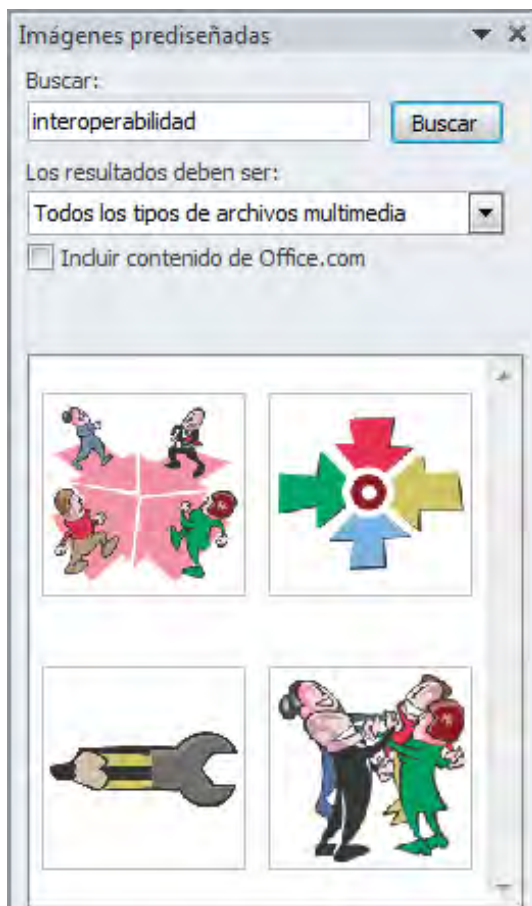 Imágenes prediseñadas
Buscar:
interoperabilidad
Buscar
Los resultados deben ser:
Todos los tipos de archivos multimedia
Incluir contenido de Office.com